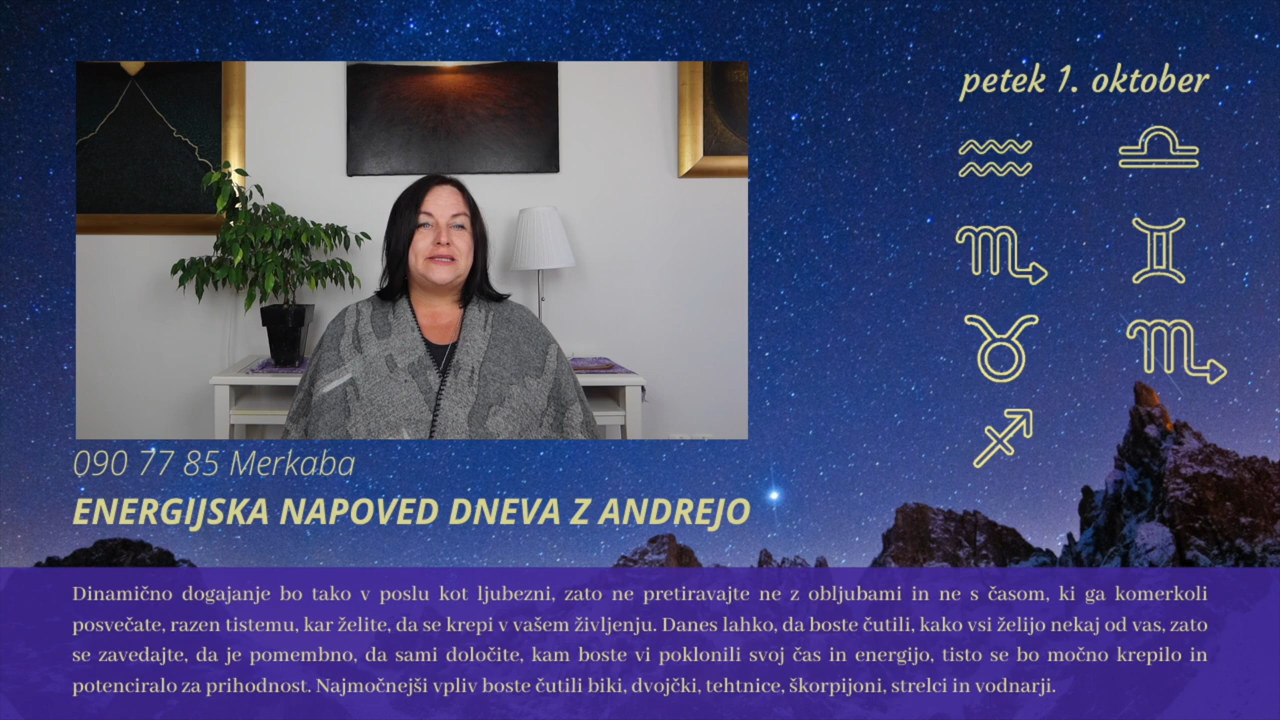 petek 1. oktober
090 77 85 Merkaba
ENERGIJSKA NAPOVED DNEVA Z ANDREJO
Dinamično dogajanje bo tako v poslu kot ljubezni, zato ne pretiravajte ne z obljubami in ne s časom, ki ga komerkoli
posvečate, razen tistemu, kar želite, da se krepi v vašem življenju. Danes lahko, da boste čutili, kako vsi želijo nekaj od vas, zato
se zavedajte, da je pomembno, da sami določite, kam boste vi poklonili svoj čas in energijo, tisto se bo močno krepilo in
potenciralo za prihodnost. Najmočnejši vpliv boste čutili biki, dvojčki, tehtnice, škorpijoni, strelci in vodnarji.